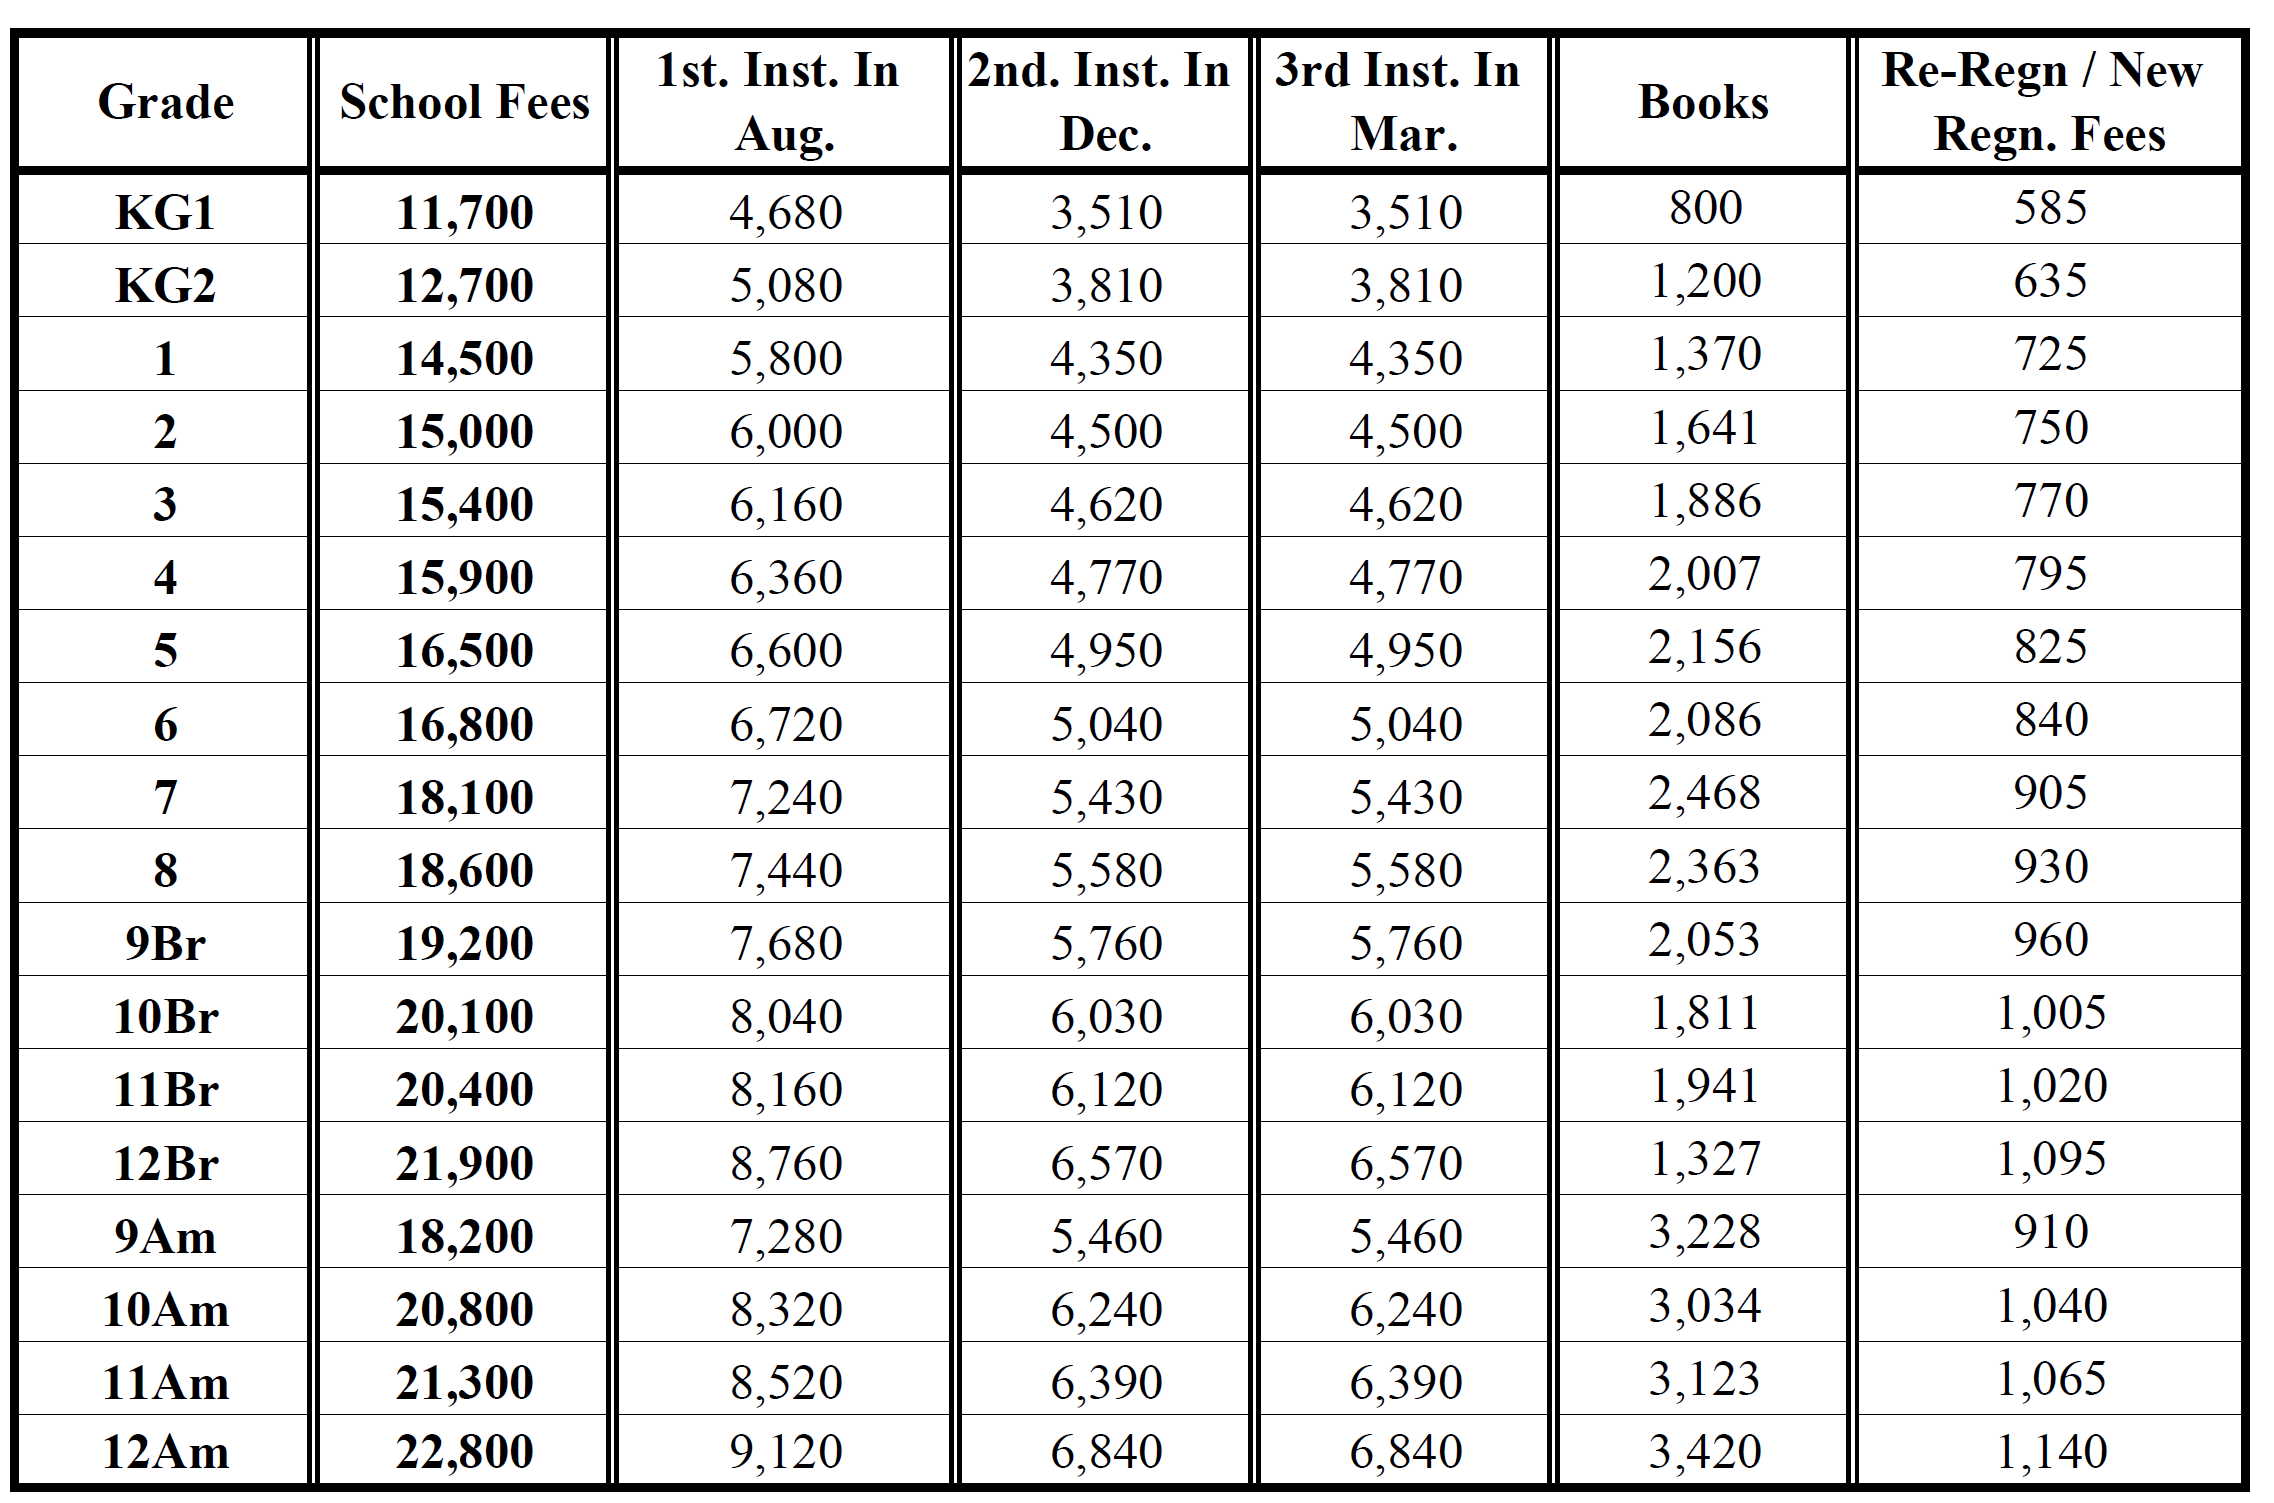 Grade School Fees 1st. Inst. In Aug. 2nd. Inst. In Dec. 3rd Inst. In Mar. Books Re-Regn / New Regn. Fees
KG1 11,700 4,680 3,510 3,510 800 585
KG2 12,700 5,080 3,810 3,810 1,200 635
1 14,500 5,800 4,350 4,350 1,370 725
2 15,000 6,000 4,500 4,500 1,641 750
3 15,400 6,160 4,620 4,620 1,886 770
4 15,900 6,360 4,770 4,770 2,007 795
5 16,500 6,600 4,950 4,950 2,156 825
6 16,800 6,720 5,040 5,040 2,086 840
7 18,100 7,240 5,430 5,430 2,468 905
8 18,600 7,440 5,580 5,580 2,363 930
9Br 19,200 7,680 5,760 5,760 2,053 960
10Br 20,100 8,040 6,030 6,030 1,811 1,005
11Br 20,400 8,160 6,120 6,120 1,941 1,020
12Br 21,900 8,760 6,570 6,570 1,327 1,095
9Am 18,200 7,280 5,460 5,460 3,228 910
10Am 20,800 8,320 6,240 6,240 3,034 1,040
11Am 21,300 8,520 6,390 6,390 3,123 1,065
12Am 22,800 9,120 6,840 6,840 3,420 1,140